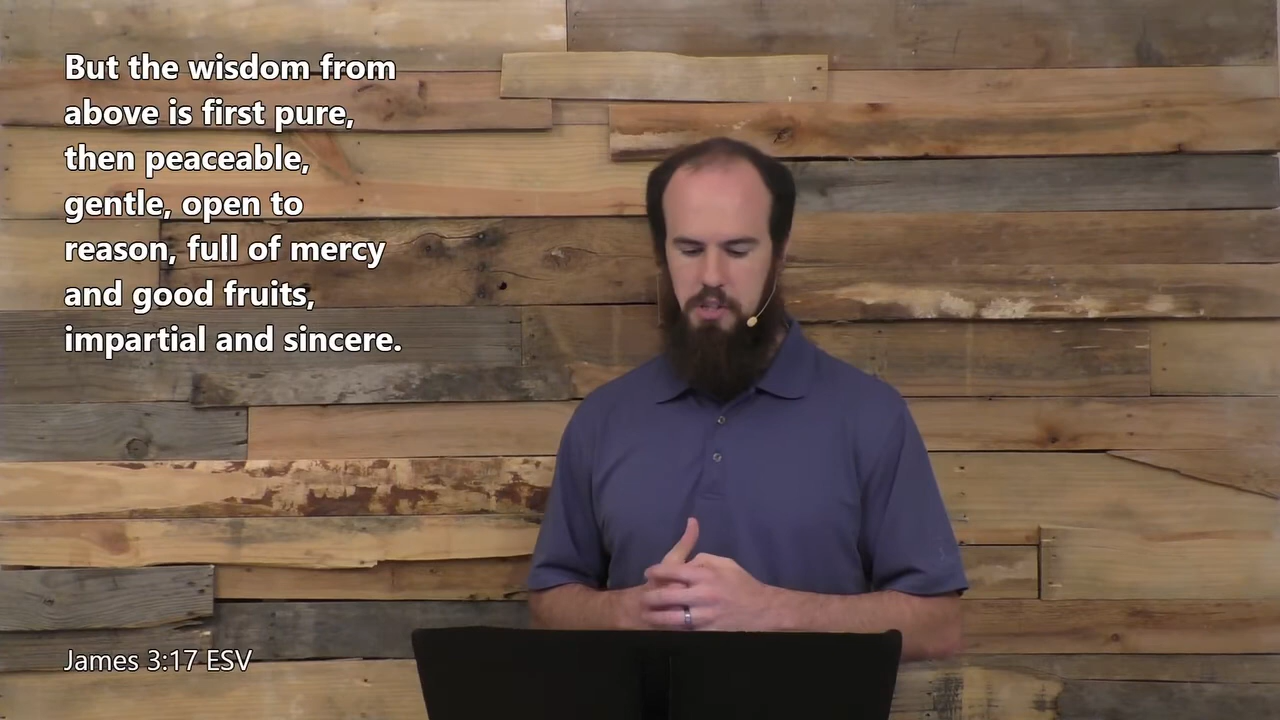 But the wisdom from
above is first pure,
then peaceable,
gentle, open to
reason, full of mercy
and good fruits,
impartial and sincere.
James 3:17 ESV